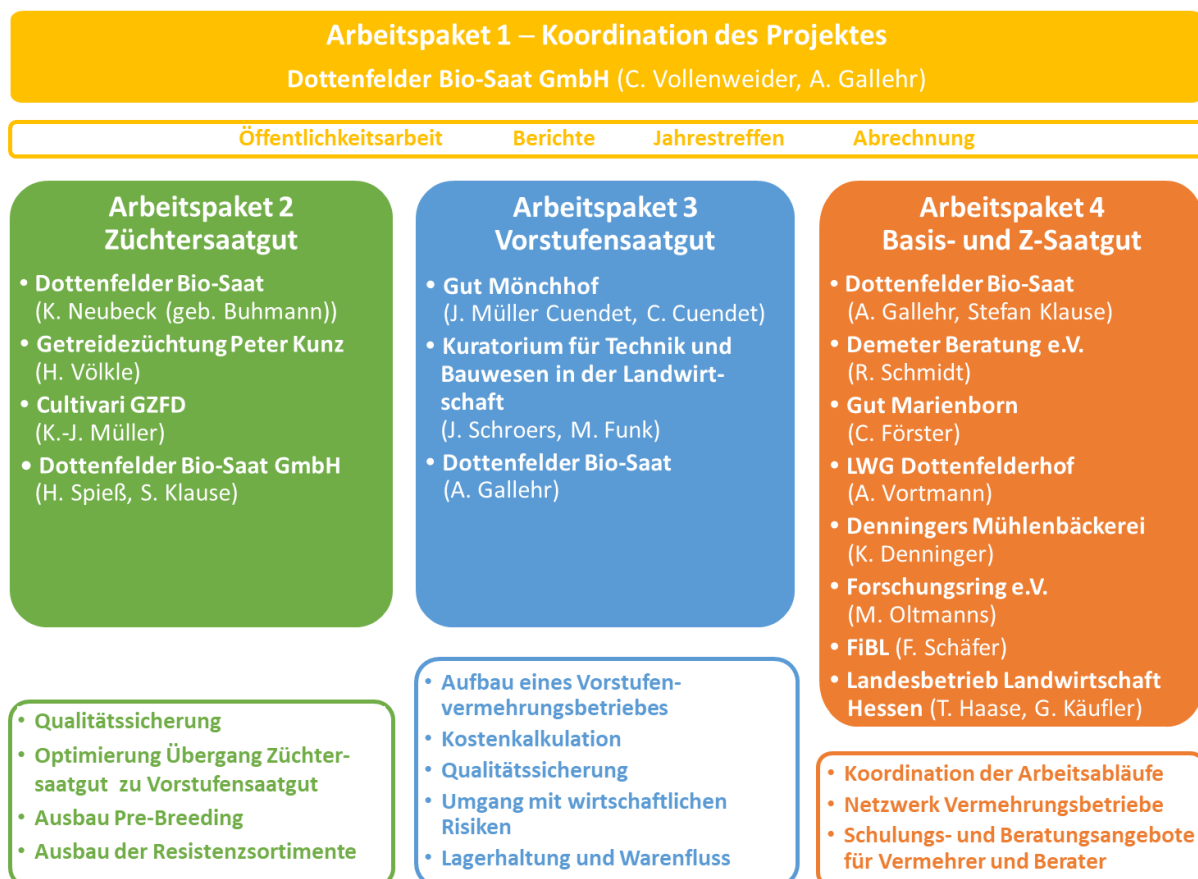 Arbeitspaket 1 – Koordination des Projektes
Dottenfelder Bio-Saat GmbH (C. Vollenweider, A. Gallehr)
Öffentlichkeitsarbeit Berichte Jahrestreffen Abrechnung
Arbeitspaket 2
Züchtersaatgut
• Dottenfelder Bio-Saat
(K. Neubeck (geb. Buhmann))
• Getreidezüchtung Peter Kunz
(H. Völkle)
• Cultivari GZFD
(K.-J. Müller)
• Dottenfelder Bio-Saat GmbH
(H. Spieß, S. Klause)
• Qualitätssicherung
• Optimierung Übergang Züchter-
saatgut zu Vorstufensaatgut
• Ausbau Pre-Breeding
• Ausbau der Resistenzsortimente
Arbeitspaket 3
Vorstufensaatgut
• Gut Mönchhof
(J. Müller Cuendet, C. Cuendet)
• Kuratorium für Technik und
Bauwesen in der Landwirt-
schaft
(J. Schroers, M. Funk)
• Dottenfelder Bio-Saat
(A. Gallehr)
• Aufbau eines Vorstufen-
vermehrungsbetriebes
• Kostenkalkulation
• Qualitätssicherung
• Umgang mit wirtschaftlichen
Risiken
• Lagerhaltung und Warenfluss
Arbeitspaket 4
Basis- und Z-Saatgut
• Dottenfelder Bio-Saat
(A. Gallehr, Stefan Klause)
• Demeter Beratung e.V.
(R. Schmidt)
• Gut Marienborn
(C. Förster)
• LWG Dottenfelderhof
(A. Vortmann)
• Denningers Mühlenbäckerei
(K. Denninger)
• Forschungsring e.V.
(M. Oltmanns)
• FiBL (F. Schäfer)
• Landesbetrieb Landwirtschaft
Hessen (T. Haase, G. Käufler)
• Koordination der Arbeitsabläufe
• Netzwerk Vermehrungsbetriebe
• Schulungs- und Beratungsangebote
für Vermehrer und Berater